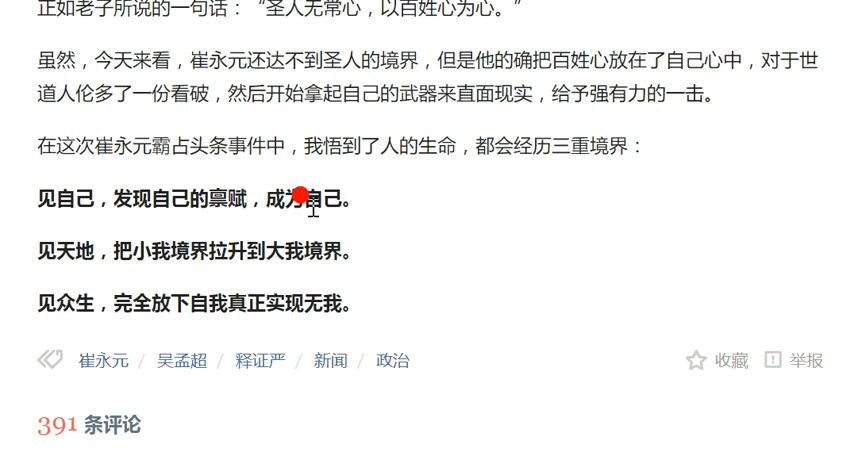 正如老子所说的一句话：“圣人无常心，以百姓心为心。”
虽然，今天来看，崔永元还达不到圣人的境界，但是他的确把百姓心放在了自己心中，对于世
道人伦多了一份看破，然后开始拿起自己的武器来直面现实，给予强有力的一击。
在这次崔永元霸占头条事件中，我悟到了人的生命，都会经历三重境界：
见自己，发现自己的禀赋，成为自己。
见天地，把小我境界拉升到大我境界。
见众生，完全放下自我真正实现无我。
崔永元 / 吴孟超 / 释证严 / 新闻 / 政治 收藏 举报
391 条评论